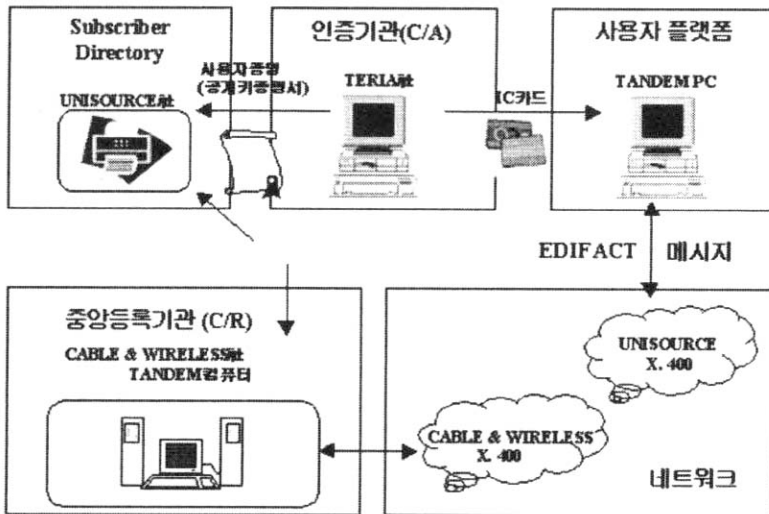 Subscriber
Directory
UNISOURCE社
사용자증명
(공개키증명서)
인증기관(C/A)
TERIA社
IC카드
사용자 플랫폼
TANDEM PC
EDIFACT 메시지
중앙등록기관 (C/R)
CABLE & WIRELESS社
TANDEM컴퓨터
UNISOURCE
X. 400
CABLE & WIRELESS
X. 400
네트워크